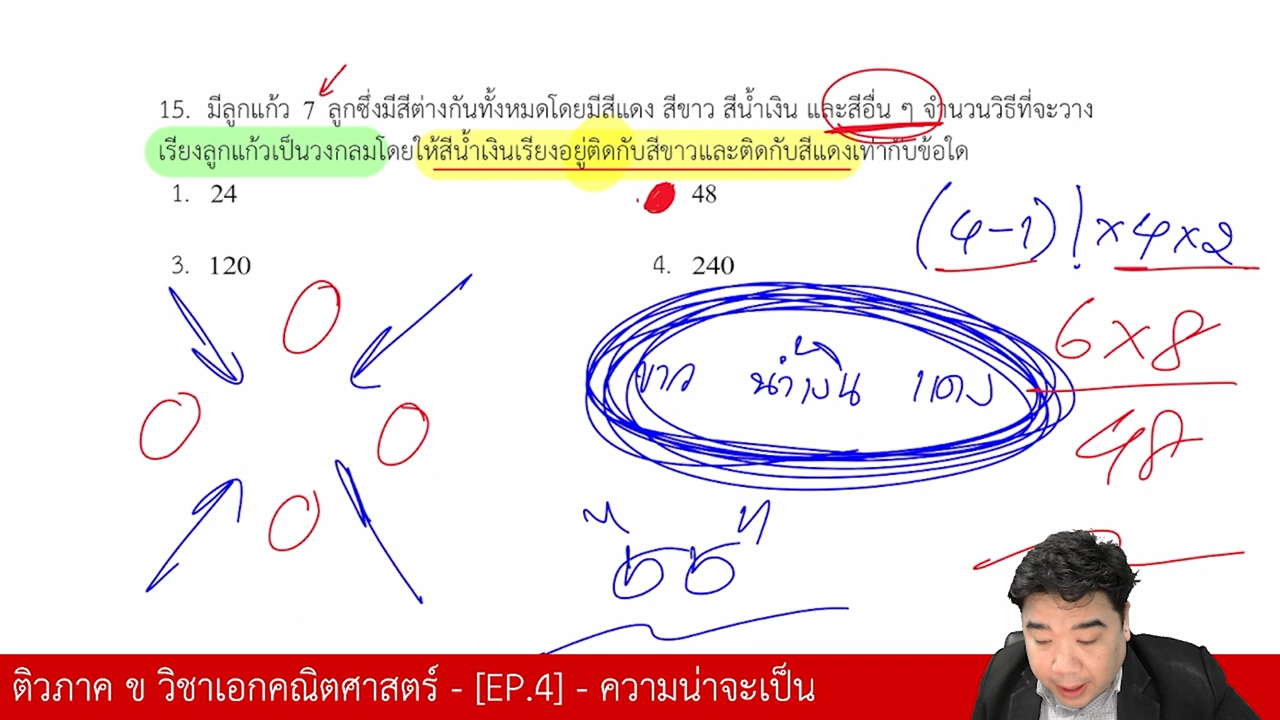 15. มีลูกแก้ว 7 ลูกซึ่งมีสีต่างกันทั้งหมดโดยมีสีแดง สีขาว สีน้ำเงิน และสีอื่น ๆ จำนวนวิธีที่จะวาง
เรียงลูกแก้วเป็นวงกลมโดยให้สีน้ำเงินเรียงอยู่ติดกับสีขาวและติดกับสีแดงเท่ากับข้อใด
1. 24
48
3. 120
4. 240
(4-1)! × 4 × 2
6 × 8
48
ขาว น้ำเงิน แดง
ติวภาค ข วิชาเอกคณิตศาสตร์ - [EP.4] - ความน่าจะเป็น